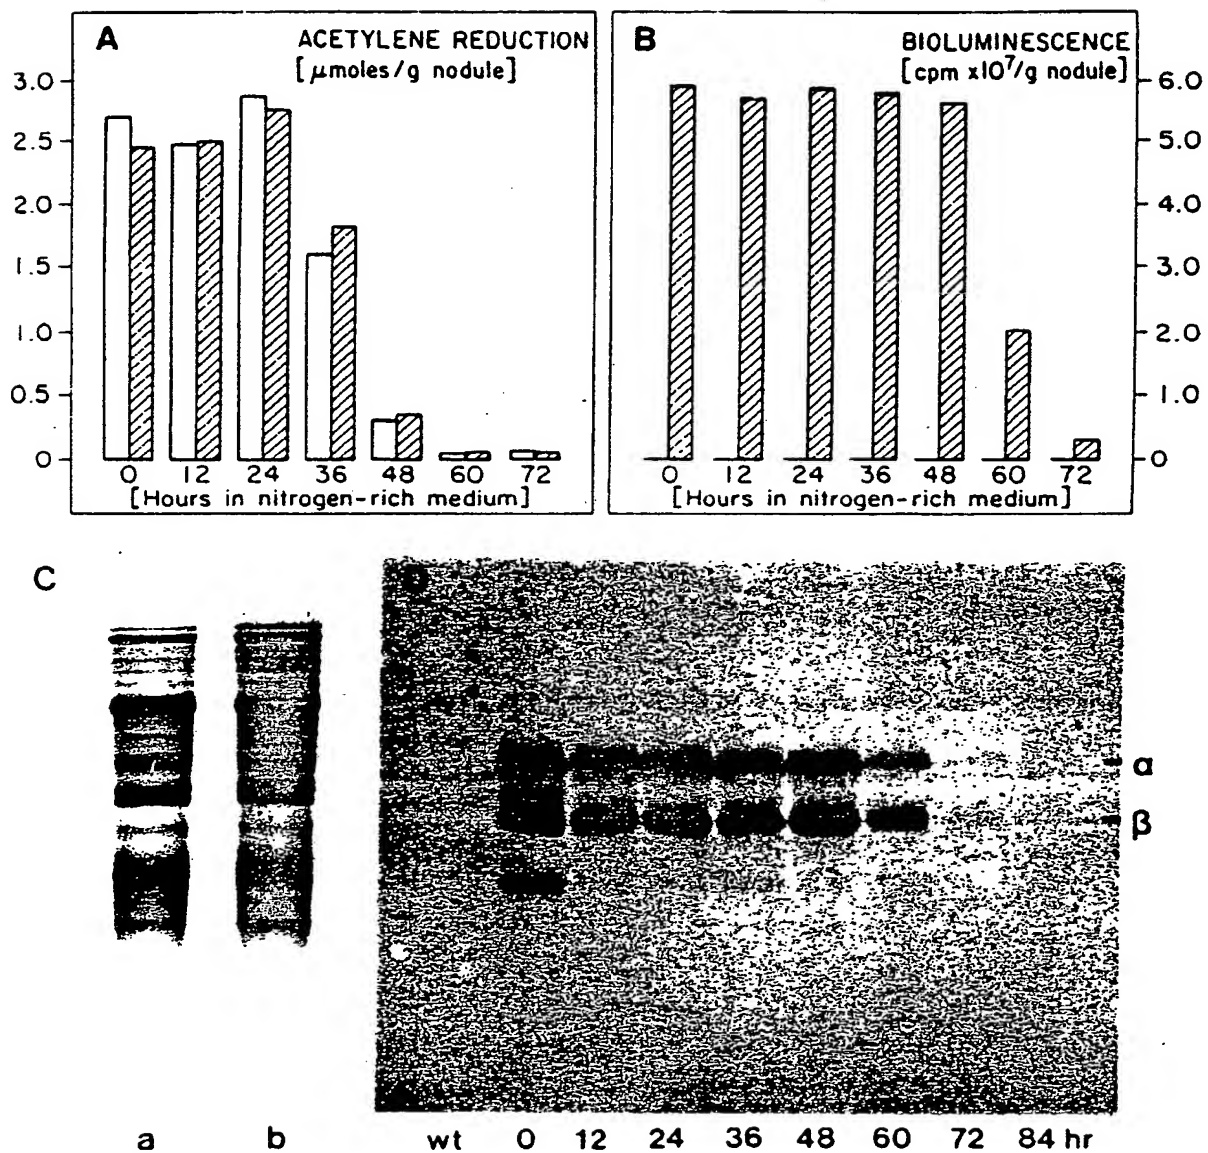 A
ACETYLENE REDUCTION
[μmoles/g nodule]
3.0
2.5
2.0
1.5
1.0
0.5
0
0 12 24 36 48 60 72
[Hours in nitrogen-rich medium]
B
BIOLUMINESCENCE
[cpm x10⁷/g nodule]
6.0
5.0
4.0
3.0
2.0
1.0
0
0 12 24 36 48 60 72
[Hours in nitrogen-rich medium]
C
a b
D
α
β
wt 0 12 24 36 48 60 72 84 hr